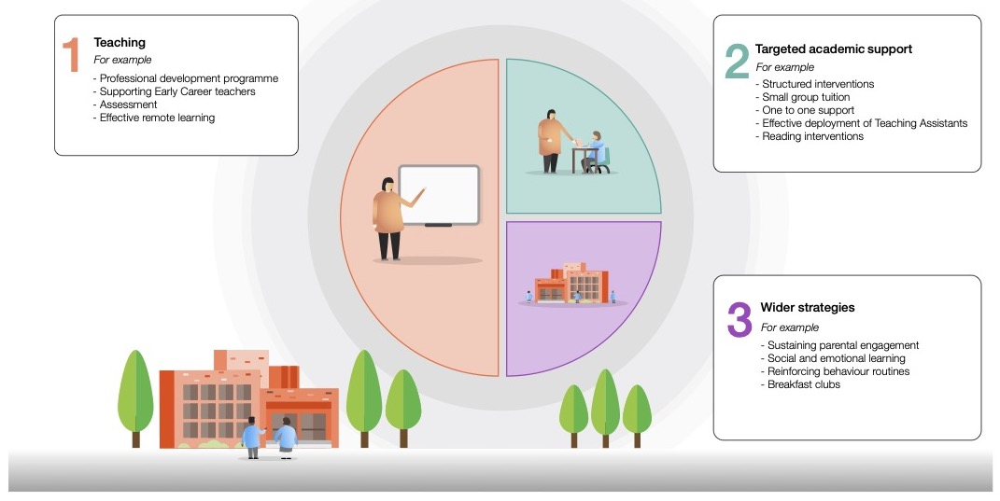 1
Teaching
For example
- Professional development programme
- Supporting Early Career teachers
- Assessment
- Effective remote learning
2
Targeted academic support
For example
- Structured interventions
- Small group tuition
- One to one support
- Effective deployment of Teaching Assistants
- Reading interventions
3
Wider strategies
For example
- Sustaining parental engagement
- Social and emotional learning
- Reinforcing behaviour routines
- Breakfast clubs